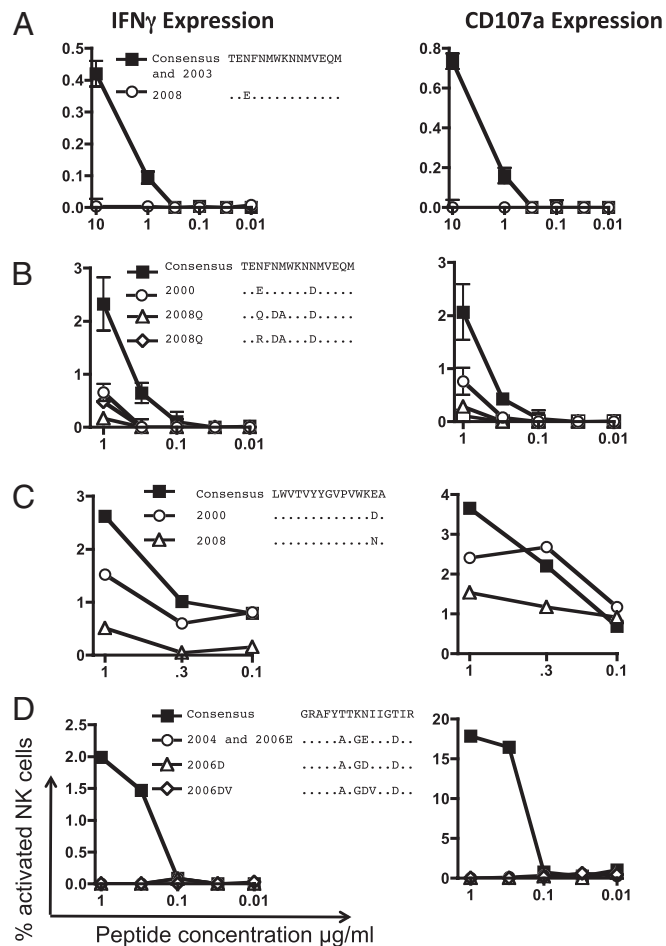 IFNγ Expression
CD107a Expression
A
0.5
0.4
0.3
0.2
0.1
0.0
10
1
0.1
0.01
Consensus TENFNMWKNNMVEQM
and 2003
2008 ..E............
0.8
0.6
0.4
0.2
0.0
10
1
0.1
0.01
B
3
2
1
0
1
0.1
0.01
Consensus TENFNMWKNNMVEQM
2000 ..E......D.....
2008Q ..Q.DA...D.....
2008Q ..R.DA...D.....
3
2
1
0
1
0.1
0.01
C
3
2
1
0
1
.3
0.1
Consensus LWVTVYYGVPVWKEA
2000 .............D.
2008 .............N.
4
3
2
1
0
1
.3
0.1
D
2.5
2.0
1.5
1.0
0.5
0.0
1
0.1
0.01
Consensus GRAFYTTKNIIGTIR
2004 and 2006E .....A.GE...D..
2006D .....A.GD...D..
2006DV .....A.GDV..D..
20
15
10
5
0
1
0.1
0.01
% activated NK cells
Peptide concentration µg/ml